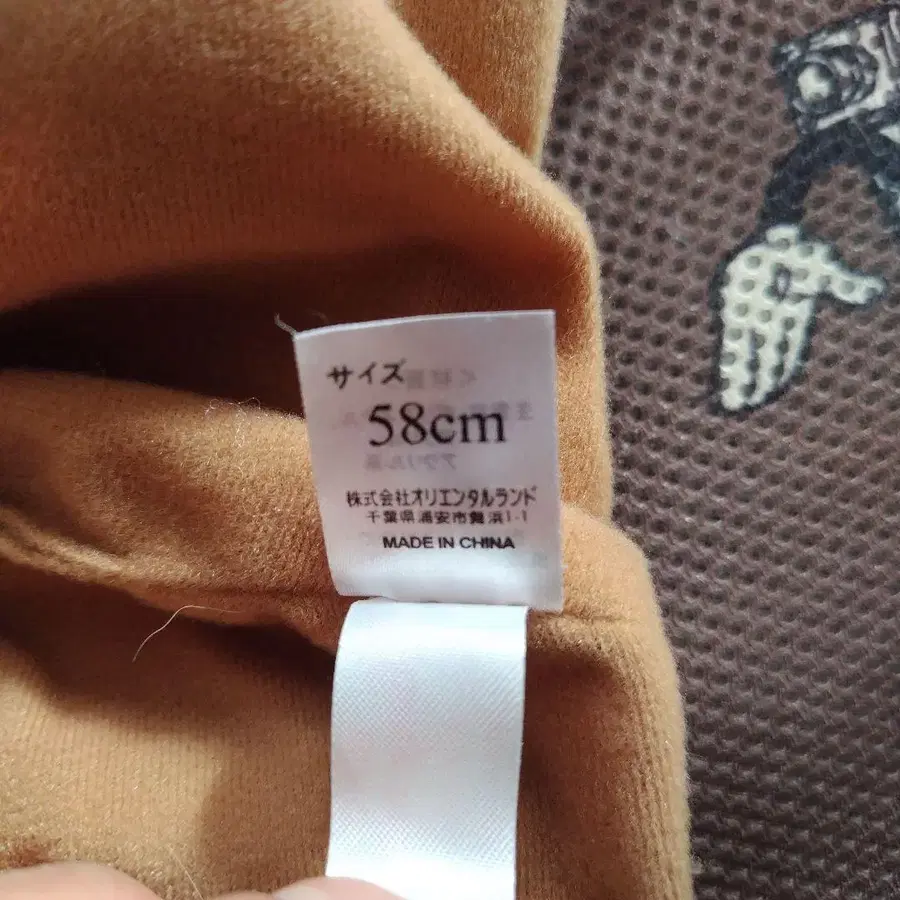 サイズ
58cm
株式会社オリエンタルランド
千葉県浦安市舞浜1-1
MADE IN CHINA